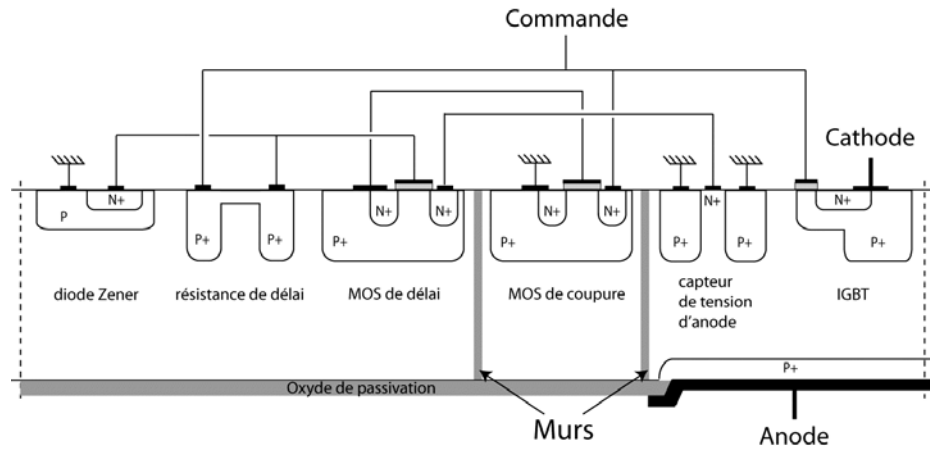 Commande
Cathode
P
N+
P+
P+
P+
N+
N+
P+
N+
N+
P+
N+
P+
N+
P+
diode Zener
résistance de délai
MOS de délai
MOS de coupure
capteur
de tension
d'anode
IGBT
P+
Oxyde de passivation
Murs
Anode